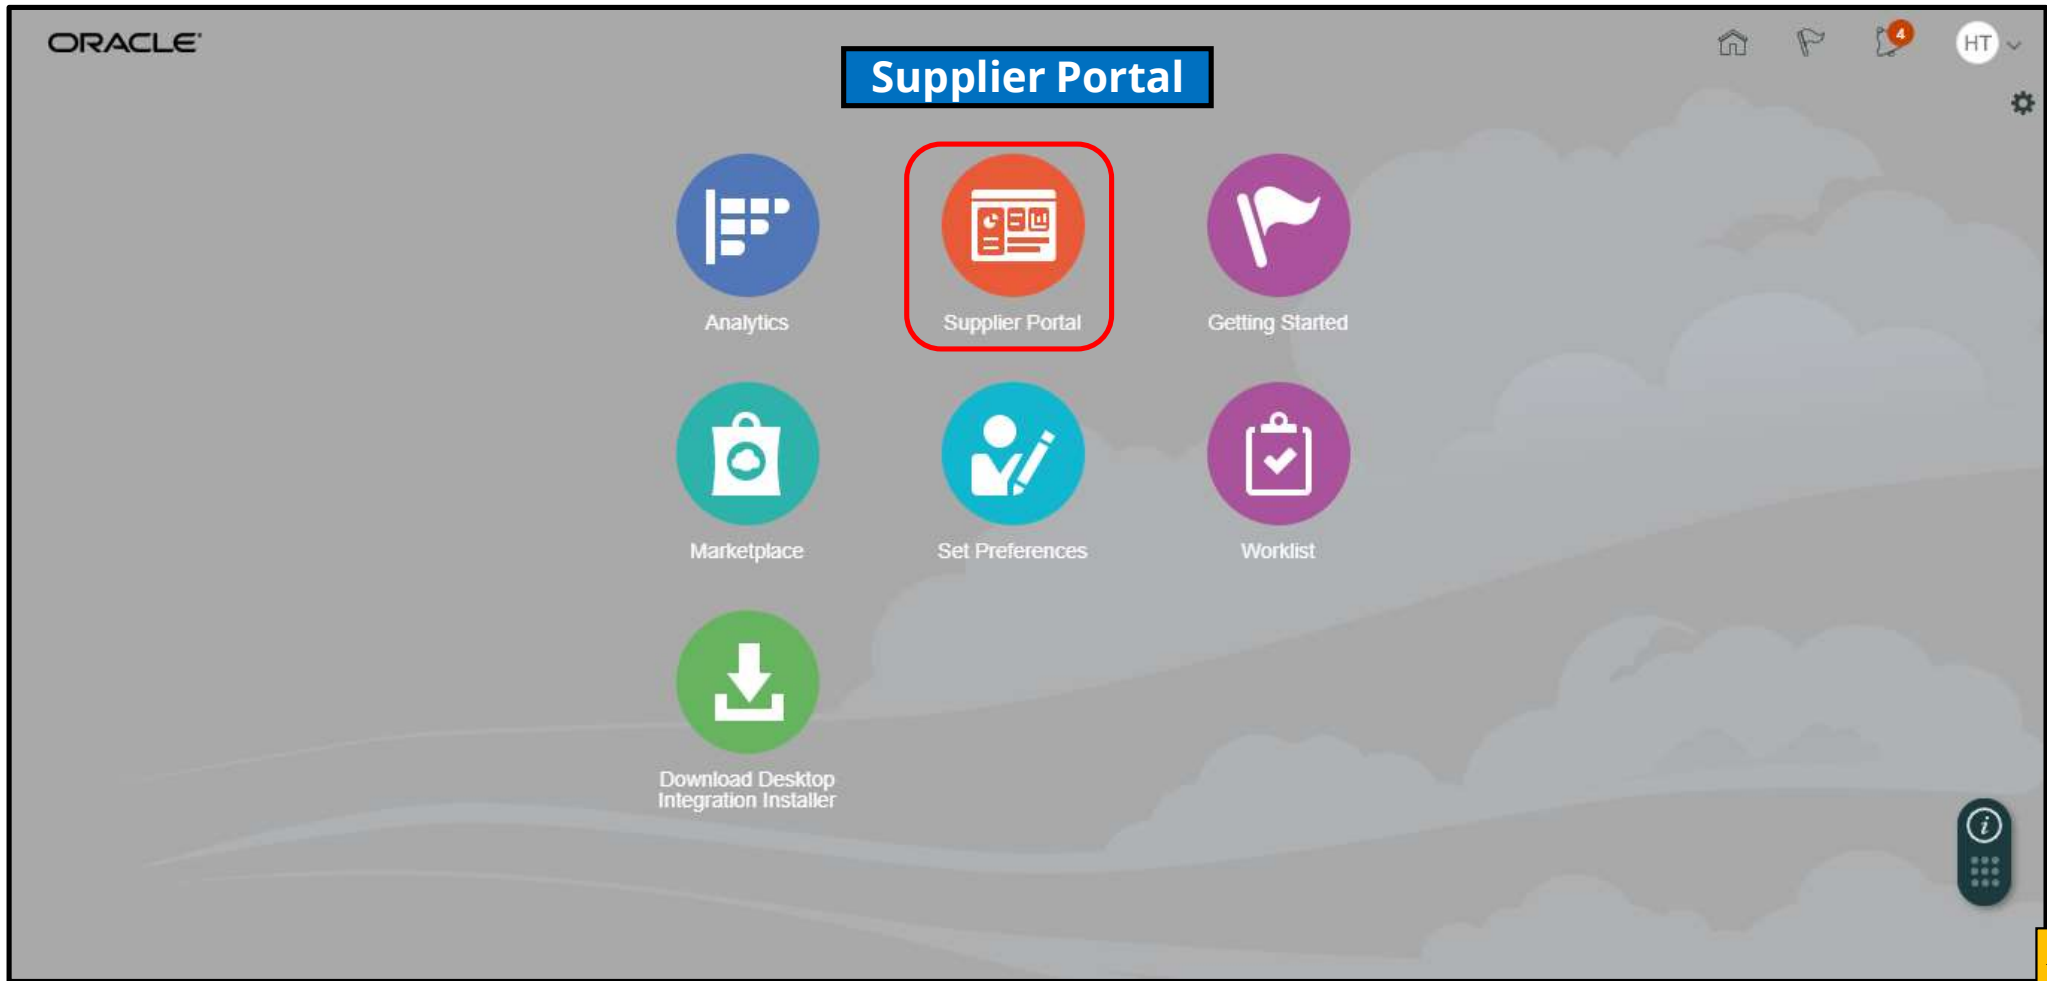 ORACLE
Supplier Portal
4
HT
Analytics
Supplier Portal
Getting Started
Marketplace
Set Preferences
Worklist
Download Desktop
Integration Installer
i